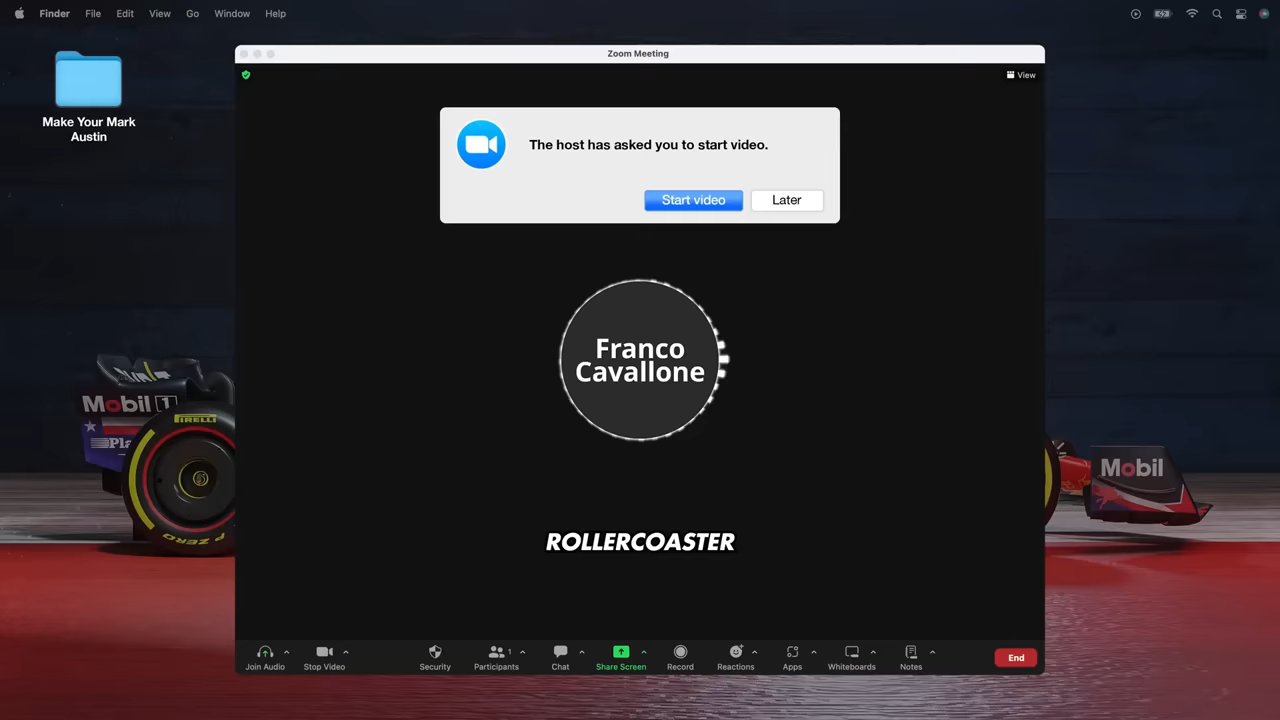 Finder File Edit View Go Window Help
Zoom Meeting
Make Your Mark
Austin
View
The host has asked you to start video.
Start video Later
Franco
Cavallone
Mobil 1
PIRELLI
Pla
P ZERO
Mobil
ROLLERCOASTER
Join Audio Stop Video Security Participants 1 Chat Share Screen Record Reactions Apps Whiteboards Notes End